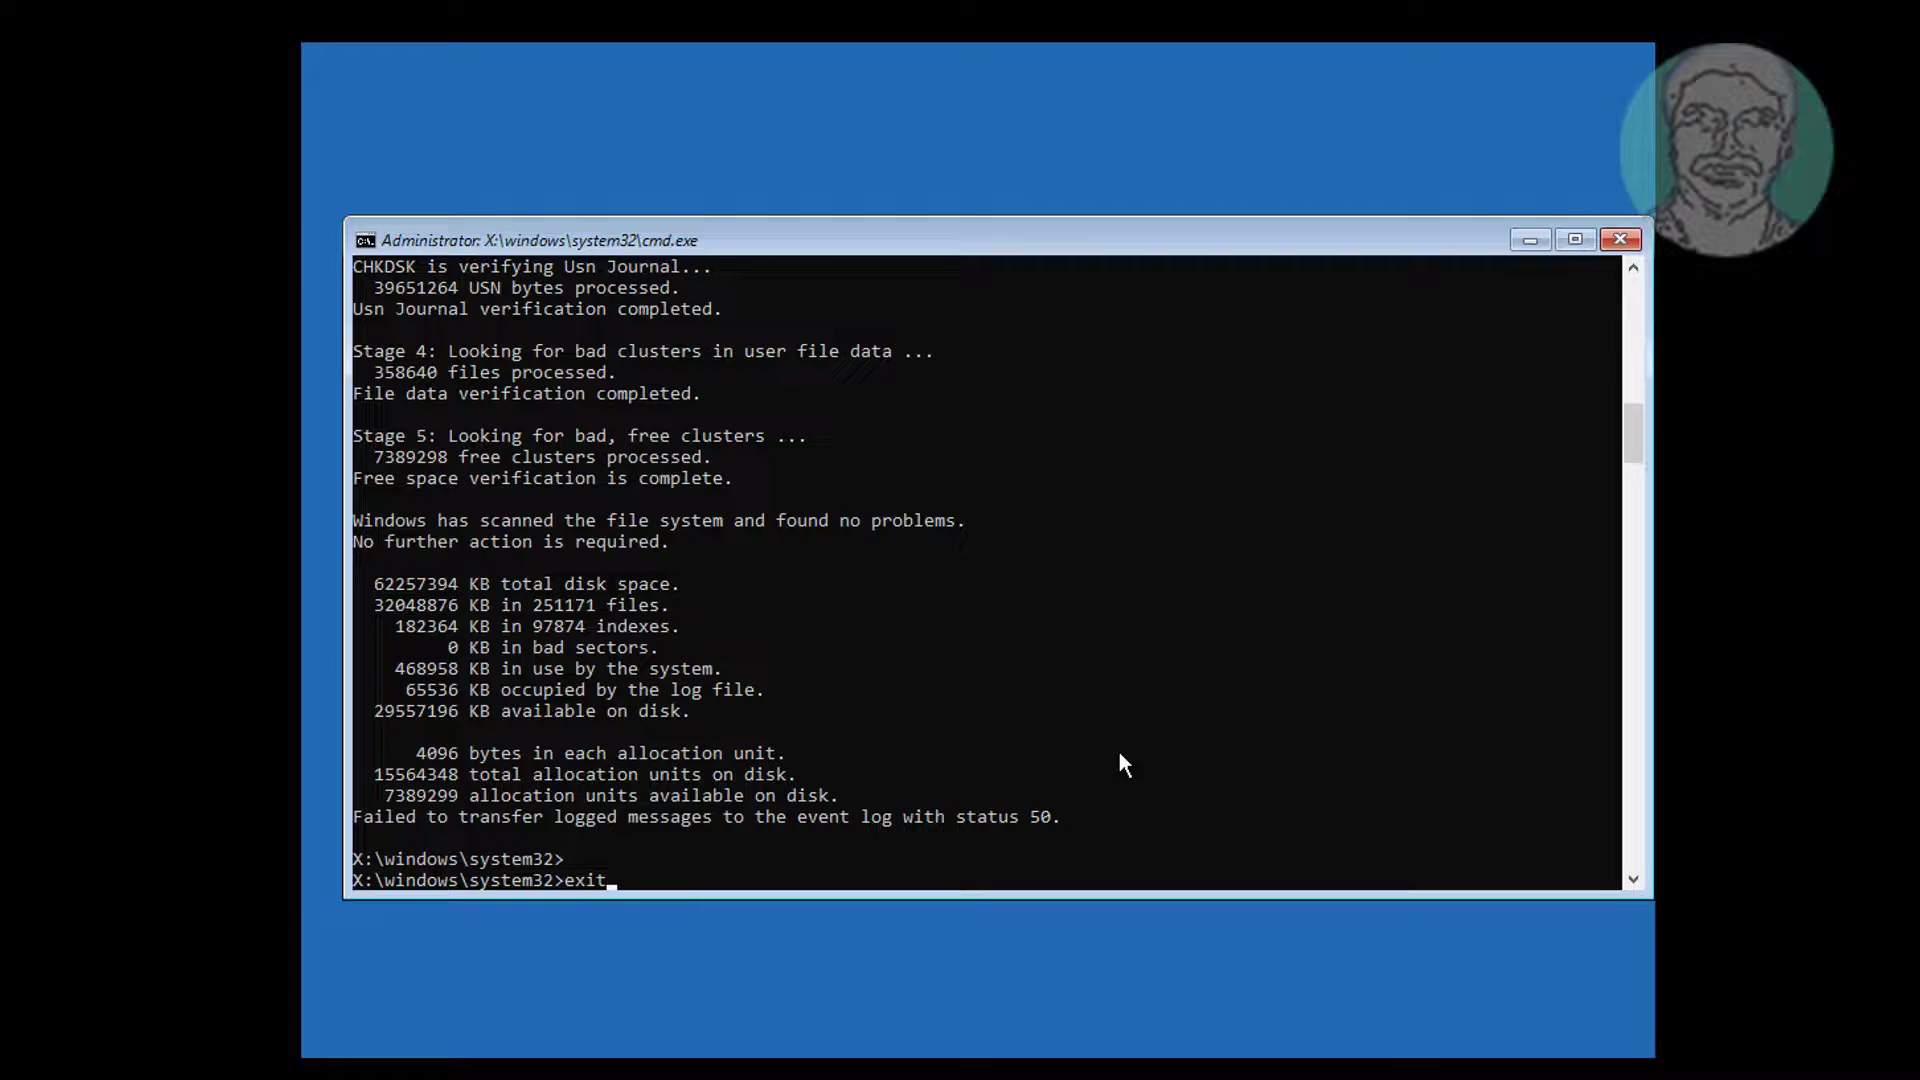 Administrator: X:\windows\system32\cmd.exe
CHKDSK is verifying Usn Journal...
39651264 USN bytes processed.
Usn Journal verification completed.
Stage 4: Looking for bad clusters in user file data ...
358640 files processed.
File data verification completed.
Stage 5: Looking for bad, free clusters ...
7389298 free clusters processed.
Free space verification is complete.
Windows has scanned the file system and found no problems.
No further action is required.
62257394 KB total disk space.
32048876 KB in 251171 files.
182364 KB in 97874 indexes.
0 KB in bad sectors.
468958 KB in use by the system.
65536 KB occupied by the log file.
29557196 KB available on disk.
4096 bytes in each allocation unit.
15564348 total allocation units on disk.
7389299 allocation units available on disk.
Failed to transfer logged messages to the event log with status 50.
X:\windows\system32>
X:\windows\system32>exit